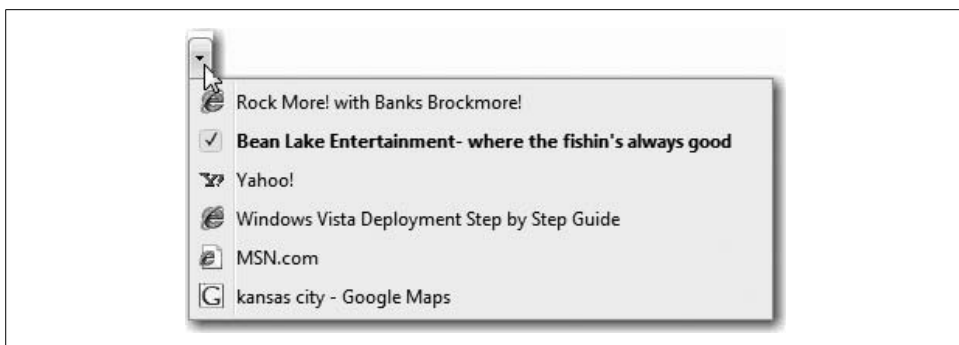 Rock More! with Banks Brockmore!
Bean Lake Entertainment- where the fishin's always good
Yahoo!
Windows Vista Deployment Step by Step Guide
MSN.com
kansas city - Google Maps